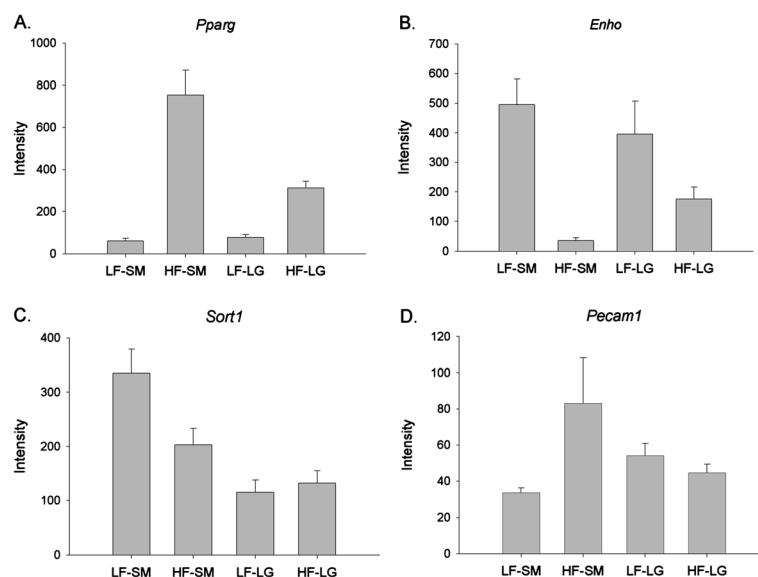 A.
Pparg
1000
800
600
400
200
0
Intensity
LF-SM HF-SM LF-LG HF-LG
B.
Enho
700
600
500
400
300
200
100
0
Intensity
LF-SM HF-SM LF-LG HF-LG
C.
Sort1
400
300
200
100
0
Intensity
LF-SM HF-SM LF-LG HF-LG
D.
Pecam1
120
100
80
60
40
20
0
Intensity
LF-SM HF-SM LF-LG HF-LG